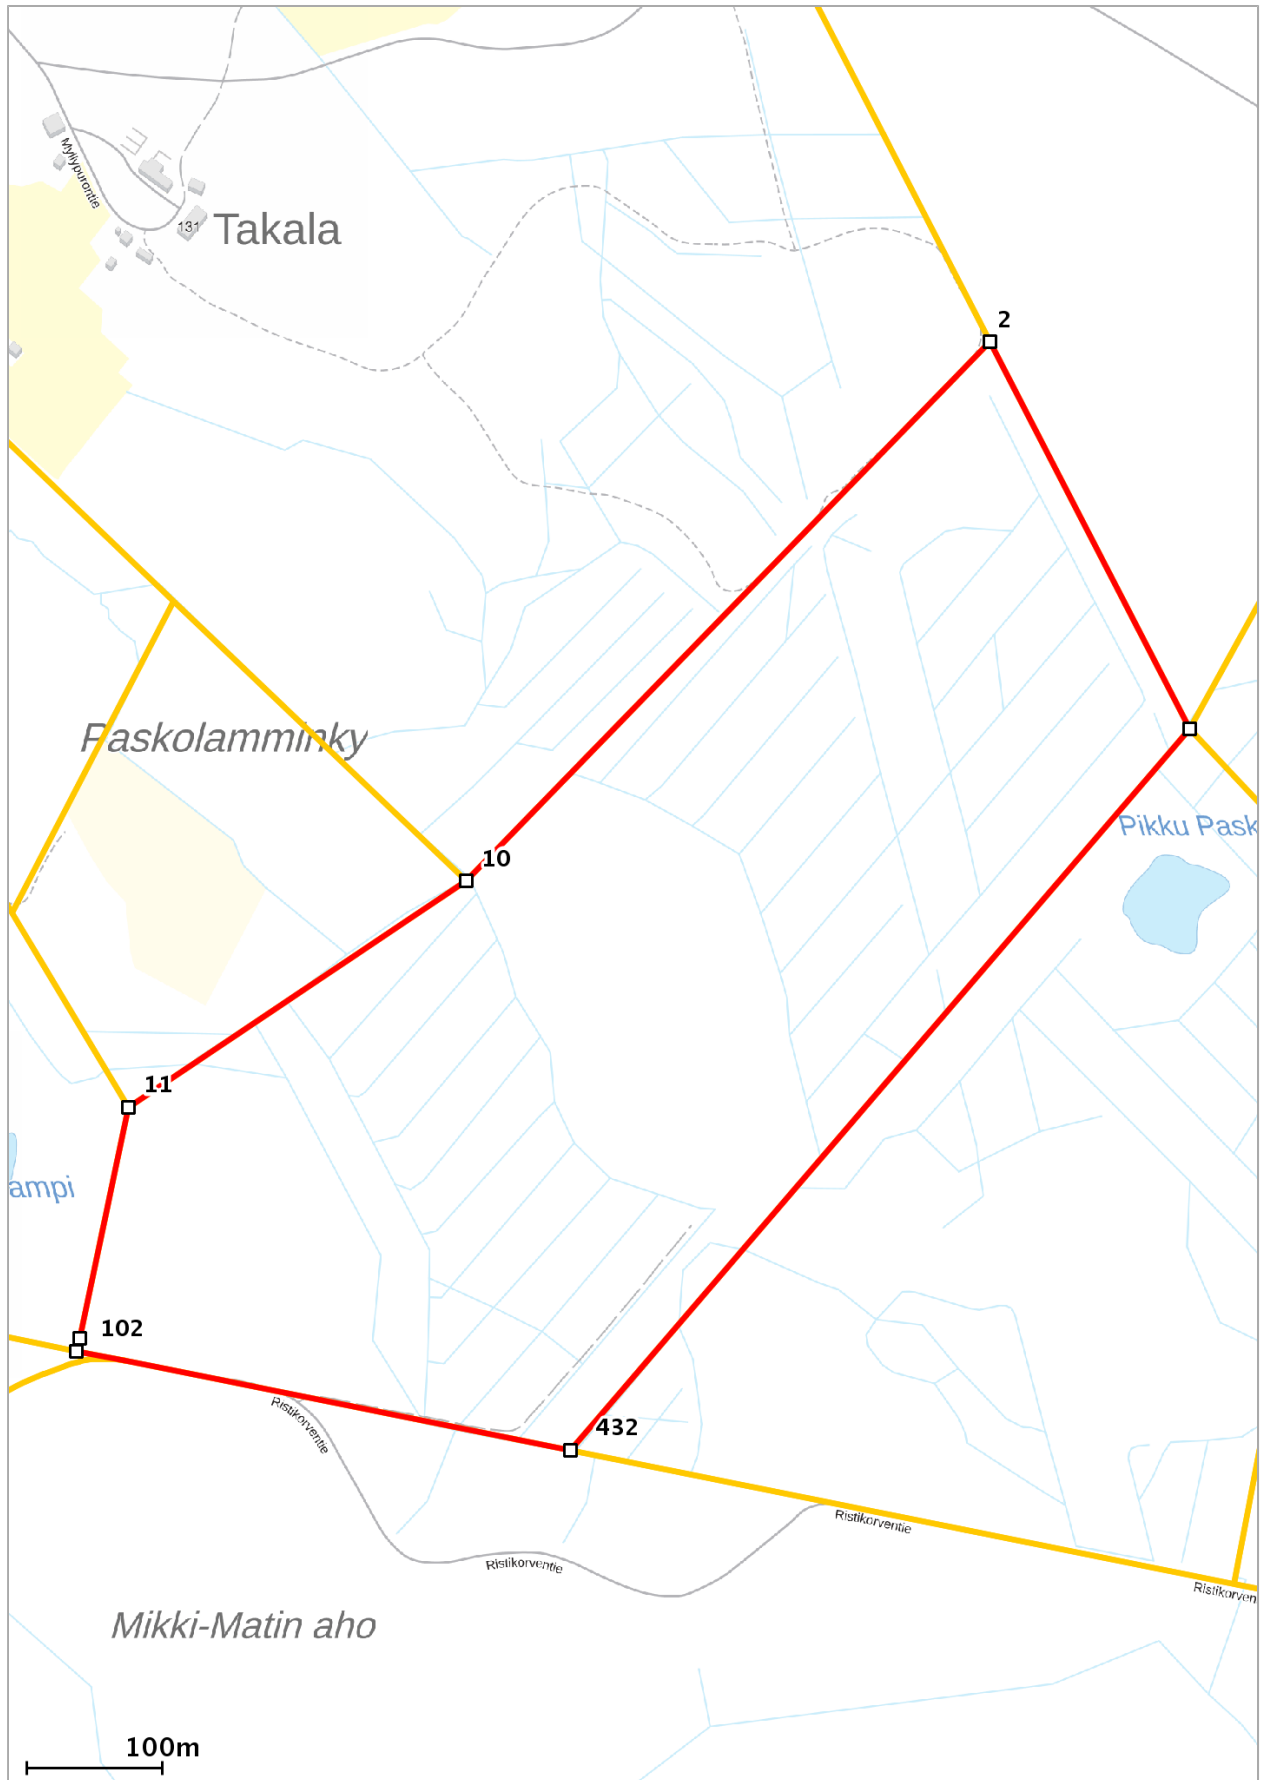 Myllypurontie
131
Takala
2
Paskolamminky
Pikku Pask
10
11
ampi
102
Ristikorventie
432
Ristikorventie
Ristikorventie
Ristikorven
Mikki-Matin aho
100m